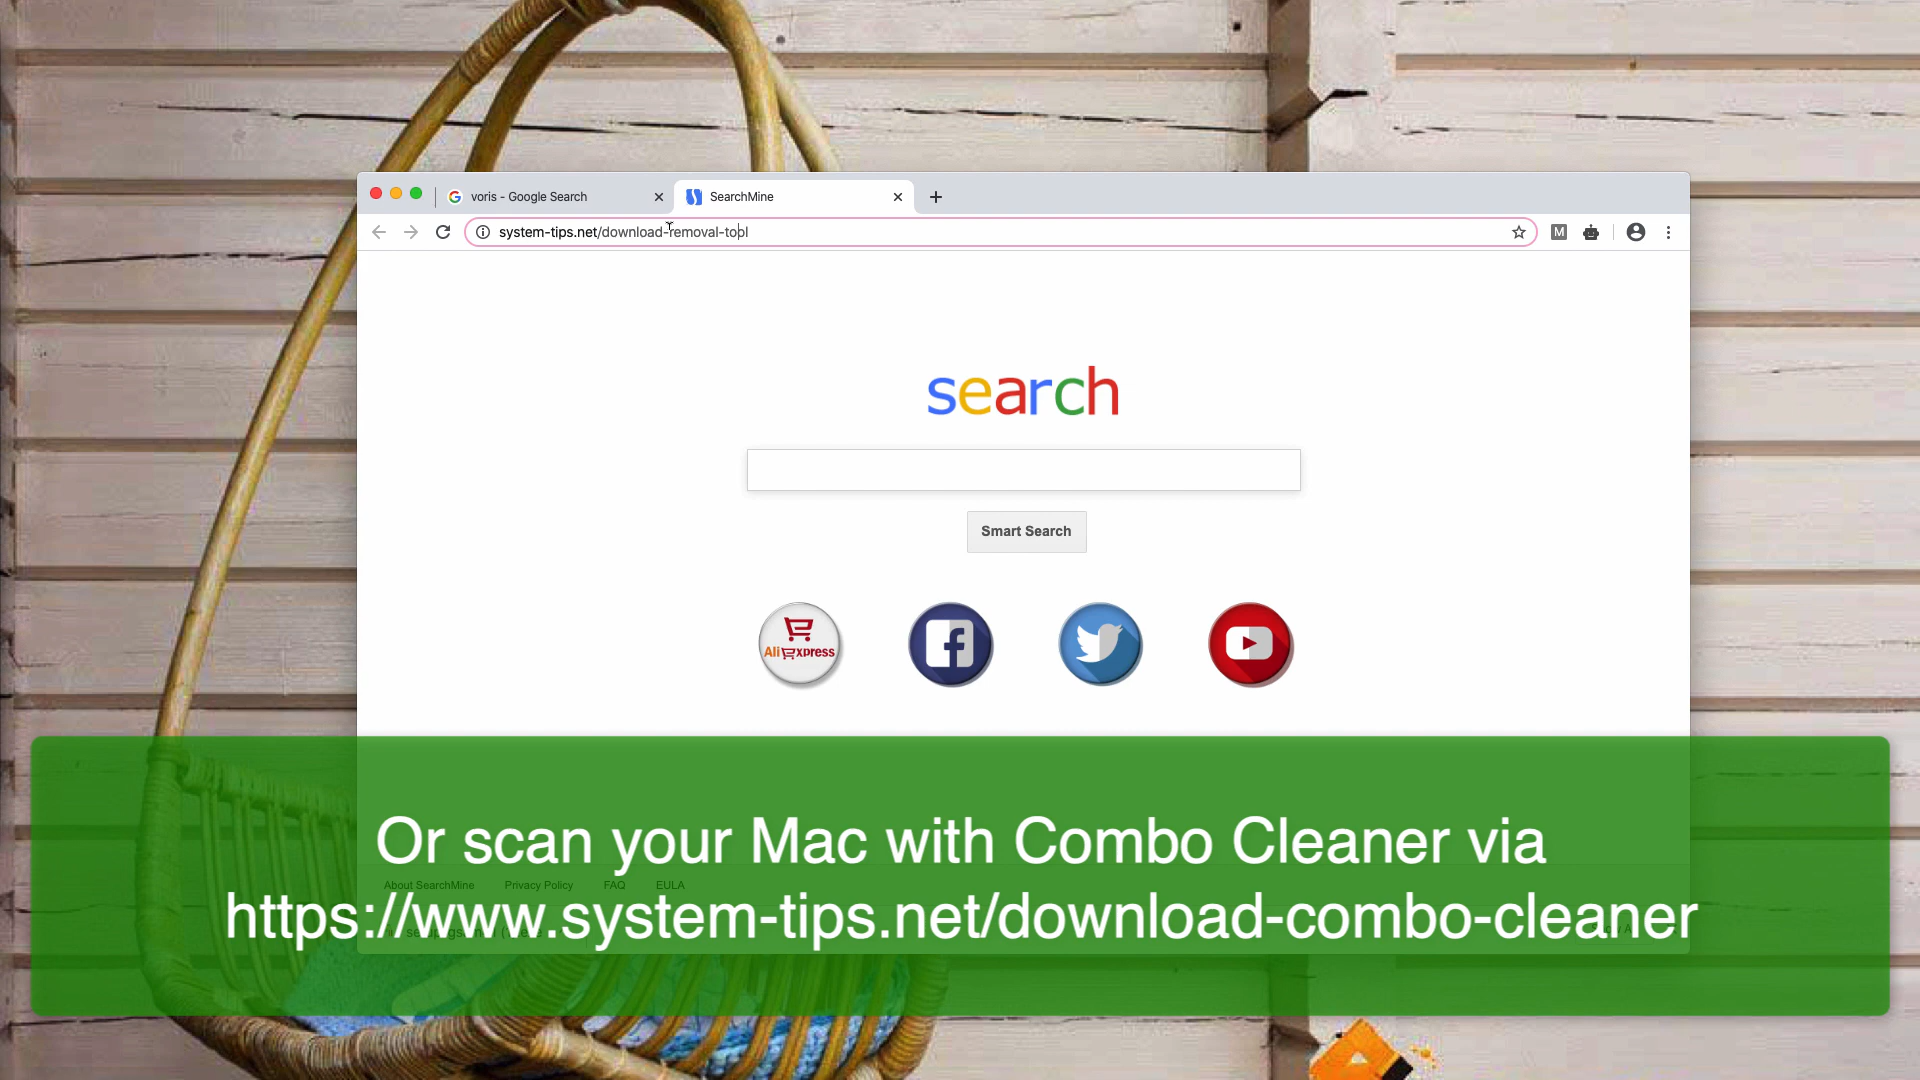 voris - Google Search
SearchMine
system-tips.net/download-removal-topl
M
search
Smart Search
AliExpress
Or scan your Mac with Combo Cleaner via
About SearchMine Privacy Policy FAQ EULA
https://www.system-tips.net/download-combo-cleaner